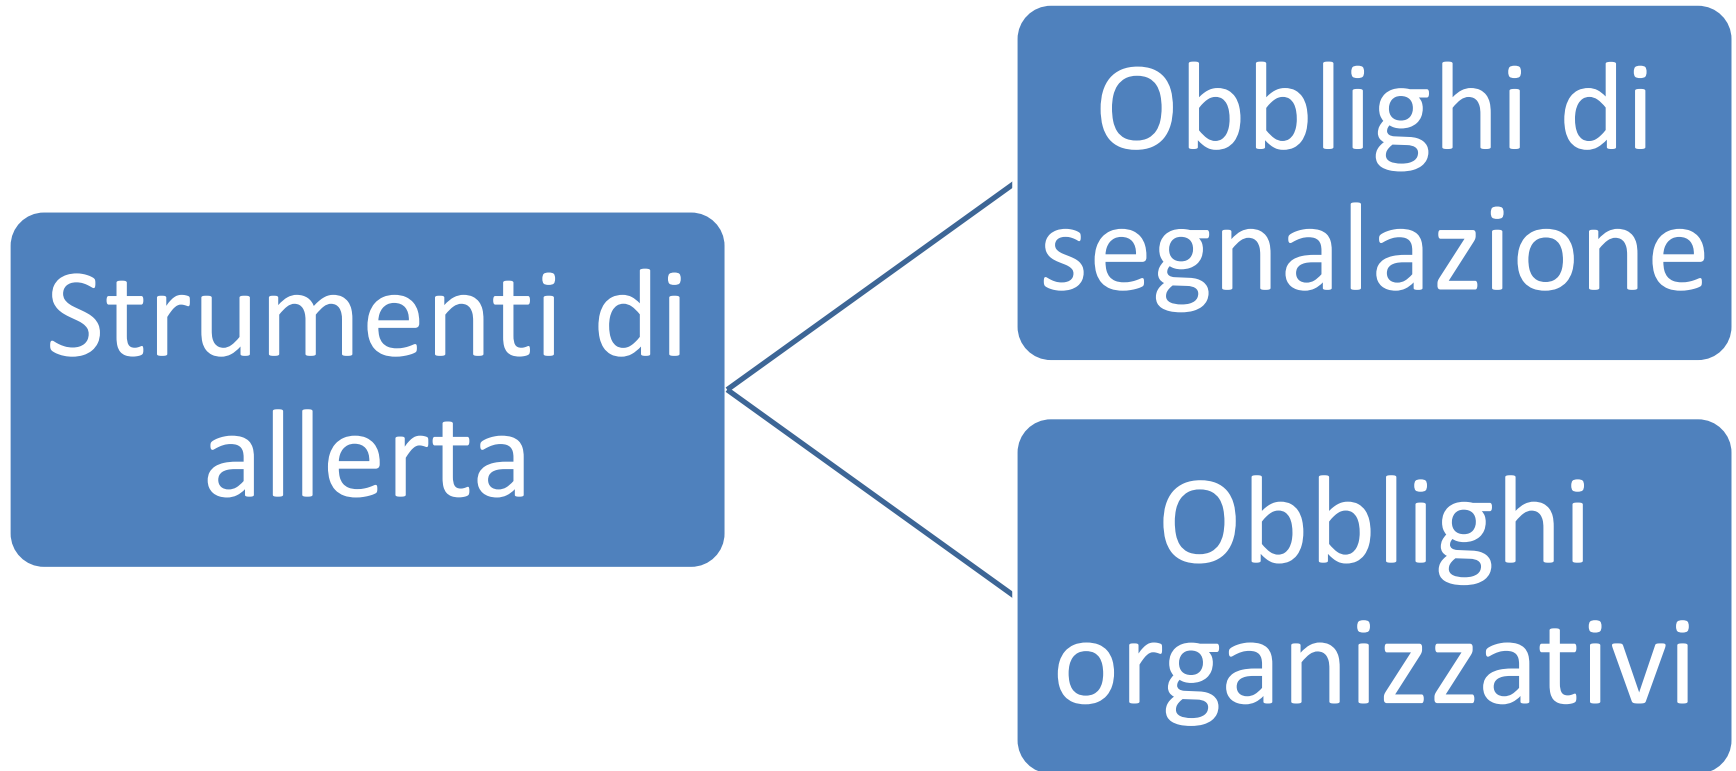 Strumenti di
allerta
Obblighi di
segnalazione
Obblighi
organizzativi